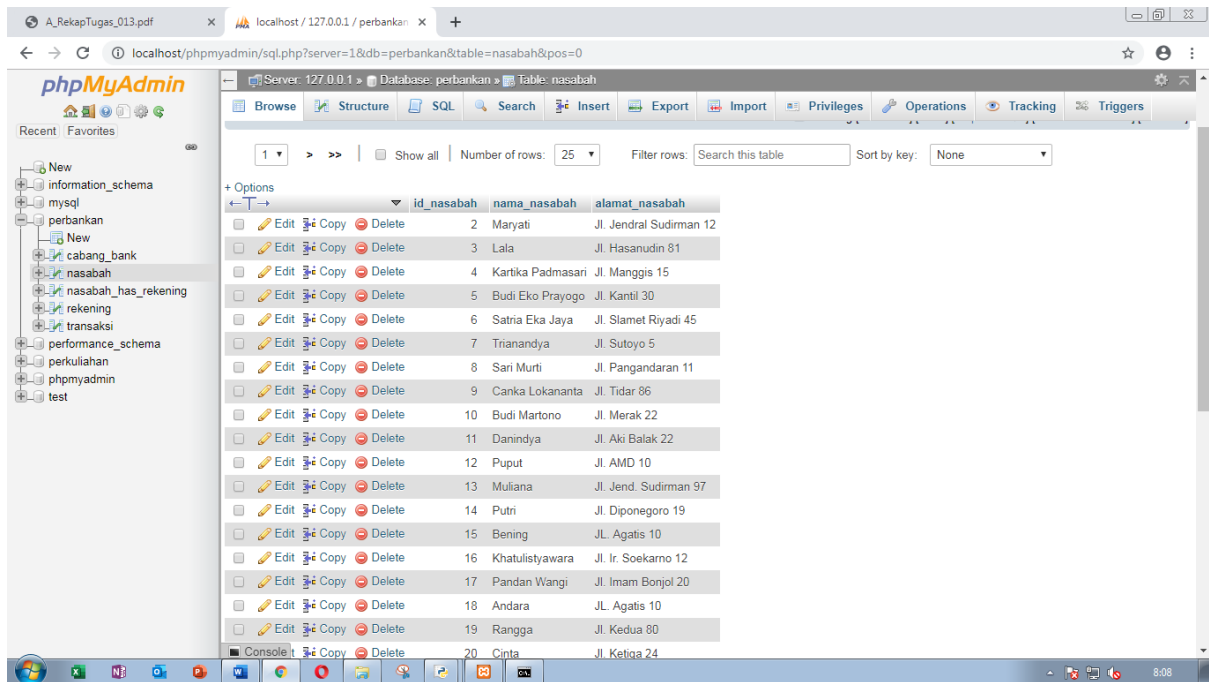 A_RekapTugas_013.pdf
localhost / 127.0.0.1 / perbankan
localhost/phpmyadmin/sql.php?server=1&db=perbankan&table=nasabah&pos=0
phpMyAdmin
Recent Favorites
New
information_schema
mysql
perbankan
New
cabang_bank
nasabah
nasabah_has_rekening
rekening
transaksi
performance_schema
perkuliahan
phpmyadmin
test
Server: 127.0.0.1 » Database: perbankan » Table: nasabah
Browse Structure SQL Search Insert Export Import Privileges Operations Tracking Triggers
1 > >> Show all Number of rows: 25 Filter rows: Search this table Sort by key: None
+ Options
←T→ id_nasabah nama_nasabah alamat_nasabah
Edit Copy Delete 2 Maryati Jl. Jendral Sudirman 12
Edit Copy Delete 3 Lala Jl. Hasanudin 81
Edit Copy Delete 4 Kartika Padmasari Jl. Manggis 15
Edit Copy Delete 5 Budi Eko Prayogo Jl. Kantil 30
Edit Copy Delete 6 Satria Eka Jaya Jl. Slamet Riyadi 45
Edit Copy Delete 7 Trianandya Jl. Sutoyo 5
Edit Copy Delete 8 Sari Murti Jl. Pangandaran 11
Edit Copy Delete 9 Canka Lokananta Jl. Tidar 86
Edit Copy Delete 10 Budi Martono Jl. Merak 22
Edit Copy Delete 11 Danindya Jl. Aki Balak 22
Edit Copy Delete 12 Puput Jl. AMD 10
Edit Copy Delete 13 Muliana Jl. Jend. Sudirman 97
Edit Copy Delete 14 Putri Jl. Diponegoro 19
Edit Copy Delete 15 Bening JL. Agatis 10
Edit Copy Delete 16 Khatulistyawara Jl. Ir. Soekarno 12
Edit Copy Delete 17 Pandan Wangi Jl. Imam Bonjol 20
Edit Copy Delete 18 Andara JL. Agatis 10
Edit Copy Delete 19 Rangga Jl. Kedua 80
Console t Copy Delete 20 Cinta Jl. Ketiga 24
8:08